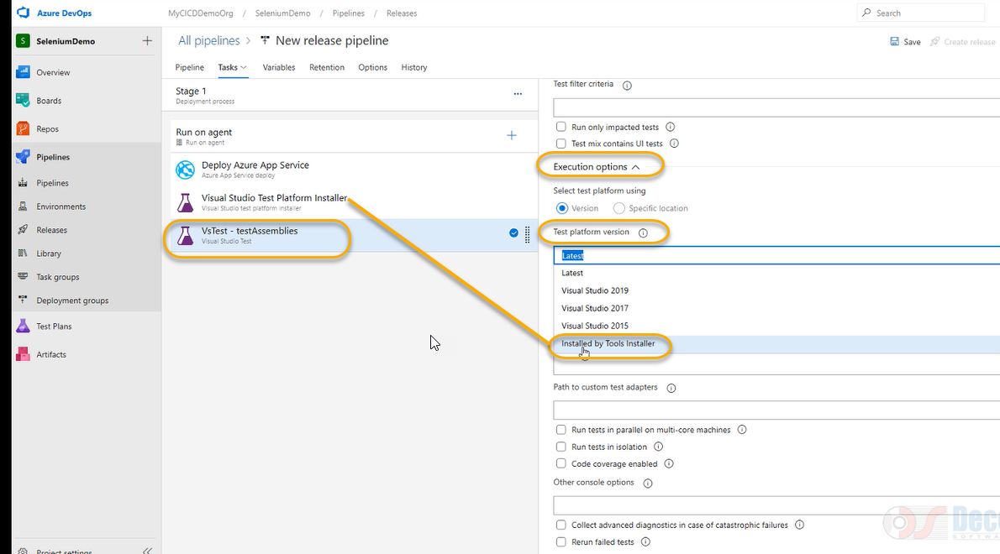 Azure DevOps
MyCICDDemoOrg / SeleniumDemo / Pipelines / Releases
Search
S SeleniumDemo
All pipelines > New release pipeline
Save
Create release
Overview
Boards
Repos
Pipelines
Pipelines
Environments
Releases
Library
Task groups
Deployment groups
Test Plans
Artifacts
Project settings
Pipeline
Tasks
Variables
Retention
Options
History
Stage 1
Deployment process
Run on agent
Run on agent
Deploy Azure App Service
Azure App Service deploy
Visual Studio Test Platform Installer
Visual Studio test platform installer
VsTest - testAssemblies
Visual Studio Test
Test filter criteria
Run only impacted tests
Test mix contains UI tests
Execution options
Select test platform using
Version
Specific location
Test platform version
Latest
Latest
Visual Studio 2019
Visual Studio 2017
Visual Studio 2015
Installed by Tools Installer
Path to custom test adapters
Run tests in parallel on multi-core machines
Run tests in isolation
Code coverage enabled
Other console options
Collect advanced diagnostics in case of catastrophic failures
Rerun failed tests